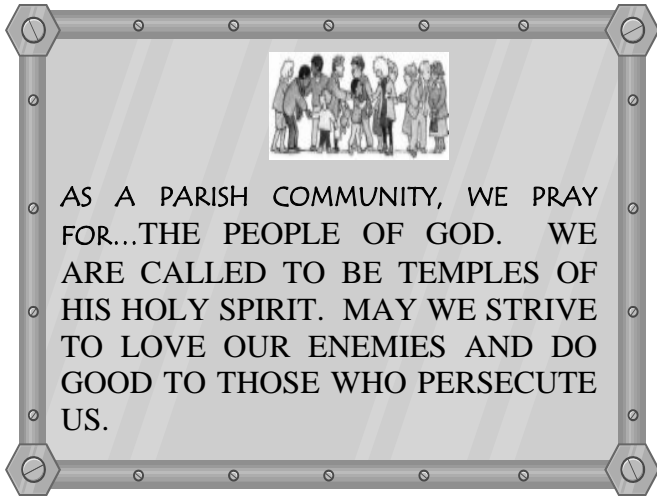 AS A PARISH COMMUNITY, WE PRAY
FOR...THE PEOPLE OF GOD. WE
ARE CALLED TO BE TEMPLES OF
HIS HOLY SPIRIT. MAY WE STRIVE
TO LOVE OUR ENEMIES AND DO
GOOD TO THOSE WHO PERSECUTE
US.